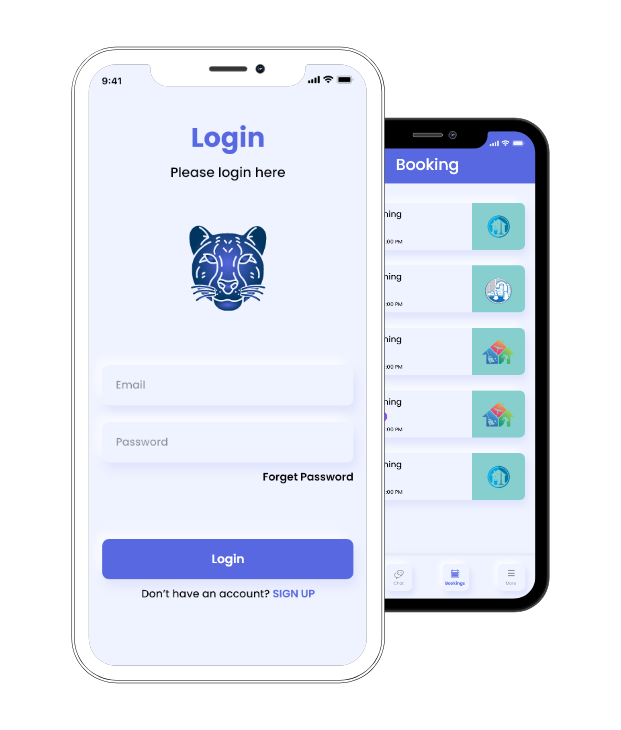 9:41
Login
Please login here
Email
Password
Forget Password
Login
Don't have an account? SIGN UP
Booking
ning
:00 PM
ning
:00 PM
ning
:00 PM
ning
:00 PM
ning
:00 PM
Chat
Bookings
More